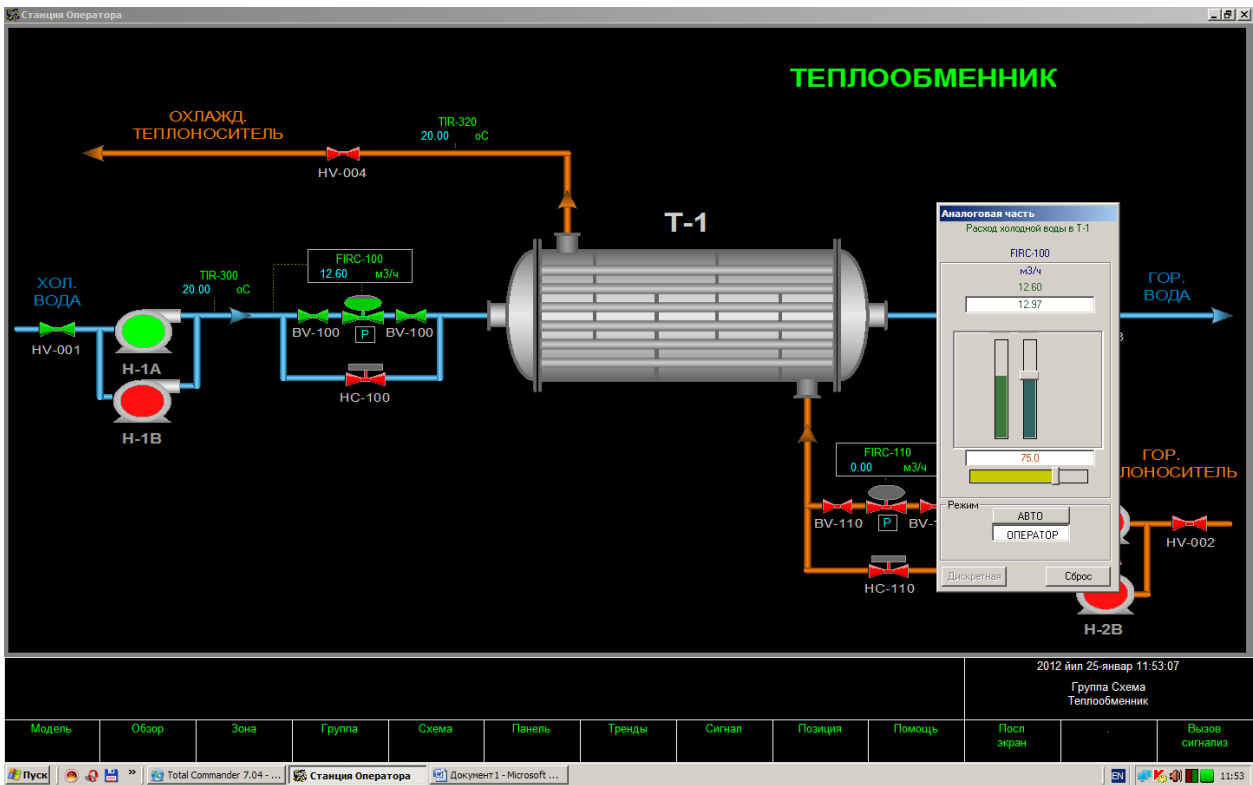 Станция Оператора
ТЕПЛООБМЕННИК
ОХЛАЖД.
ТЕПЛОНОСИТЕЛЬ
TIR-320
20.00 оС
HV-004
Т-1
Аналоговая часть
Расход холодной воды в Т-1
FIRC-100
м3/ч
12.60
12.97
75.0
Режим
АВТО
ОПЕРАТОР
Дискретная
Сброс
FIRC-100
12.60 м3/ч
ХОЛ.
ВОДА
TIR-300
20.00 оС
ГОР.
ВОДА
HV-001
BV-100
P
BV-100
Н-1А
HC-100
Н-1В
FIRC-110
0.00 м3/ч
ГОР.
ЛОНОСИТЕЛЬ
BV-110
P
BV-1
HV-002
HC-110
Н-2В
2012 йил 25-январ 11:53:07
Группа Схема
Теплообменник
Модель
Обзор
Зона
Группа
Схема
Панель
Тренды
Сигнал
Позиция
Помощь
Посл
экран
.
Вызов
сигнализ
Пуск
»
Total Commander 7.04 - ...
Станция Оператора
Документ1 - Microsoft ...
EN
11:53